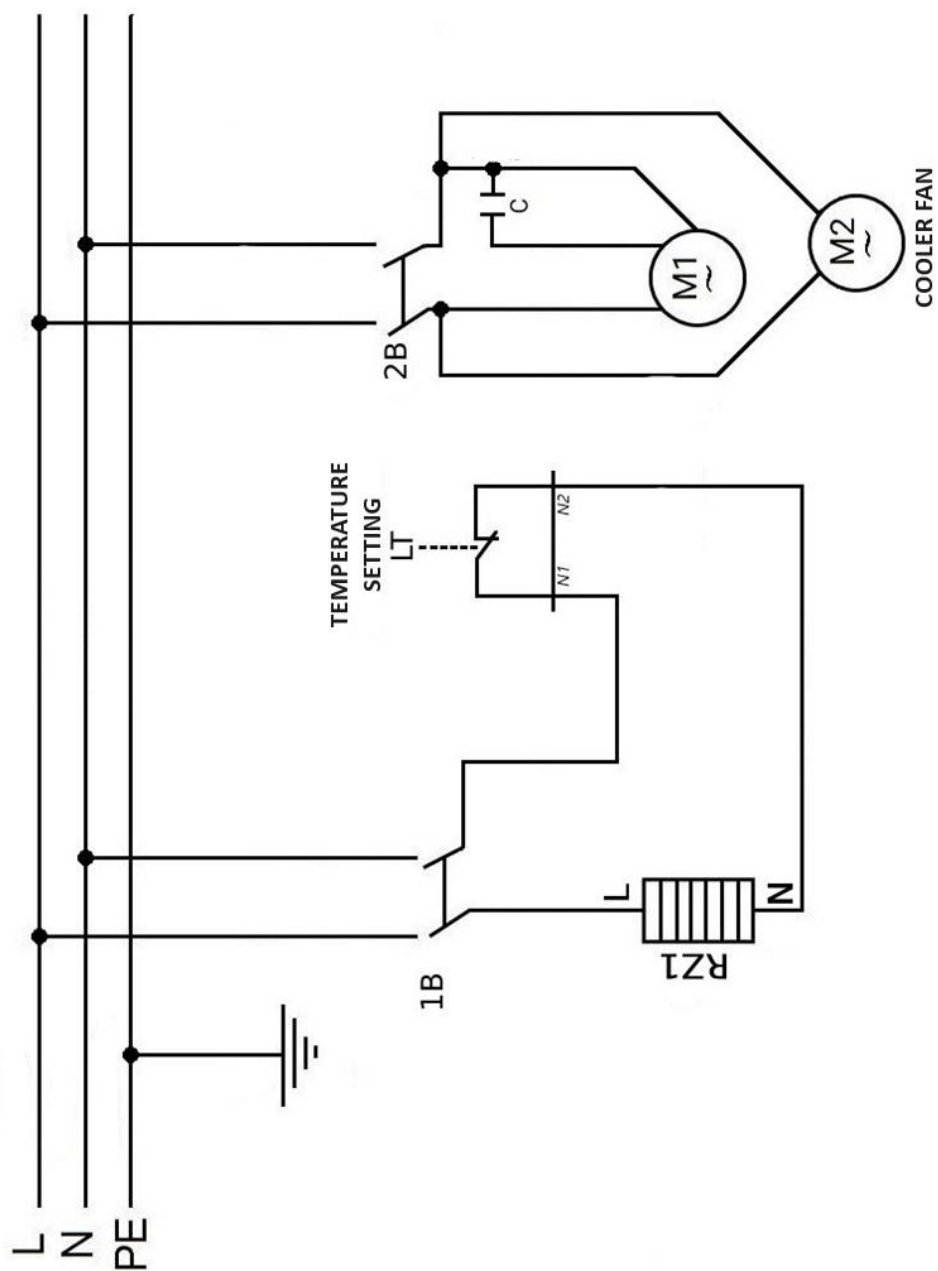 L
N
PE
1B
RZ1
L
N
TEMPERATURE
SETTING
LT
N1
N2
2B
C
M1
~
M2
~
COOLER FAN